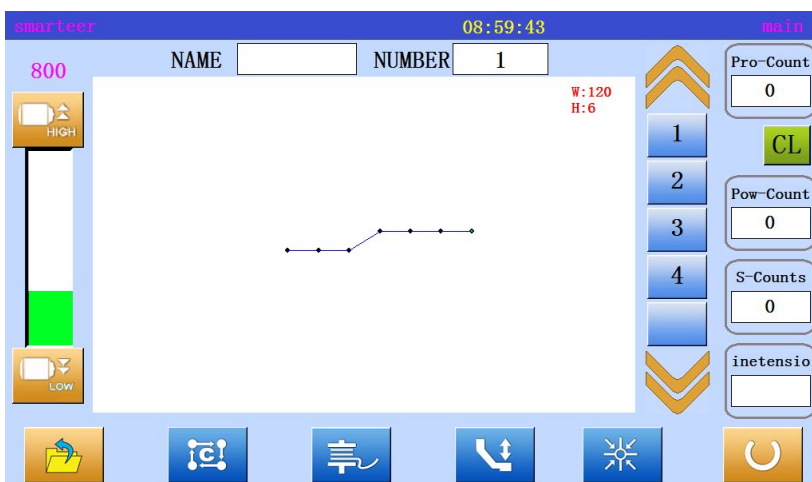 smarteer 08:59:43 main
800 NAME NUMBER 1 Pro-Count
W:120 0
H:6
HIGH
1 CL
2 Pow-Count
3 0
4 S-Counts
0
inetensio
LOW
C